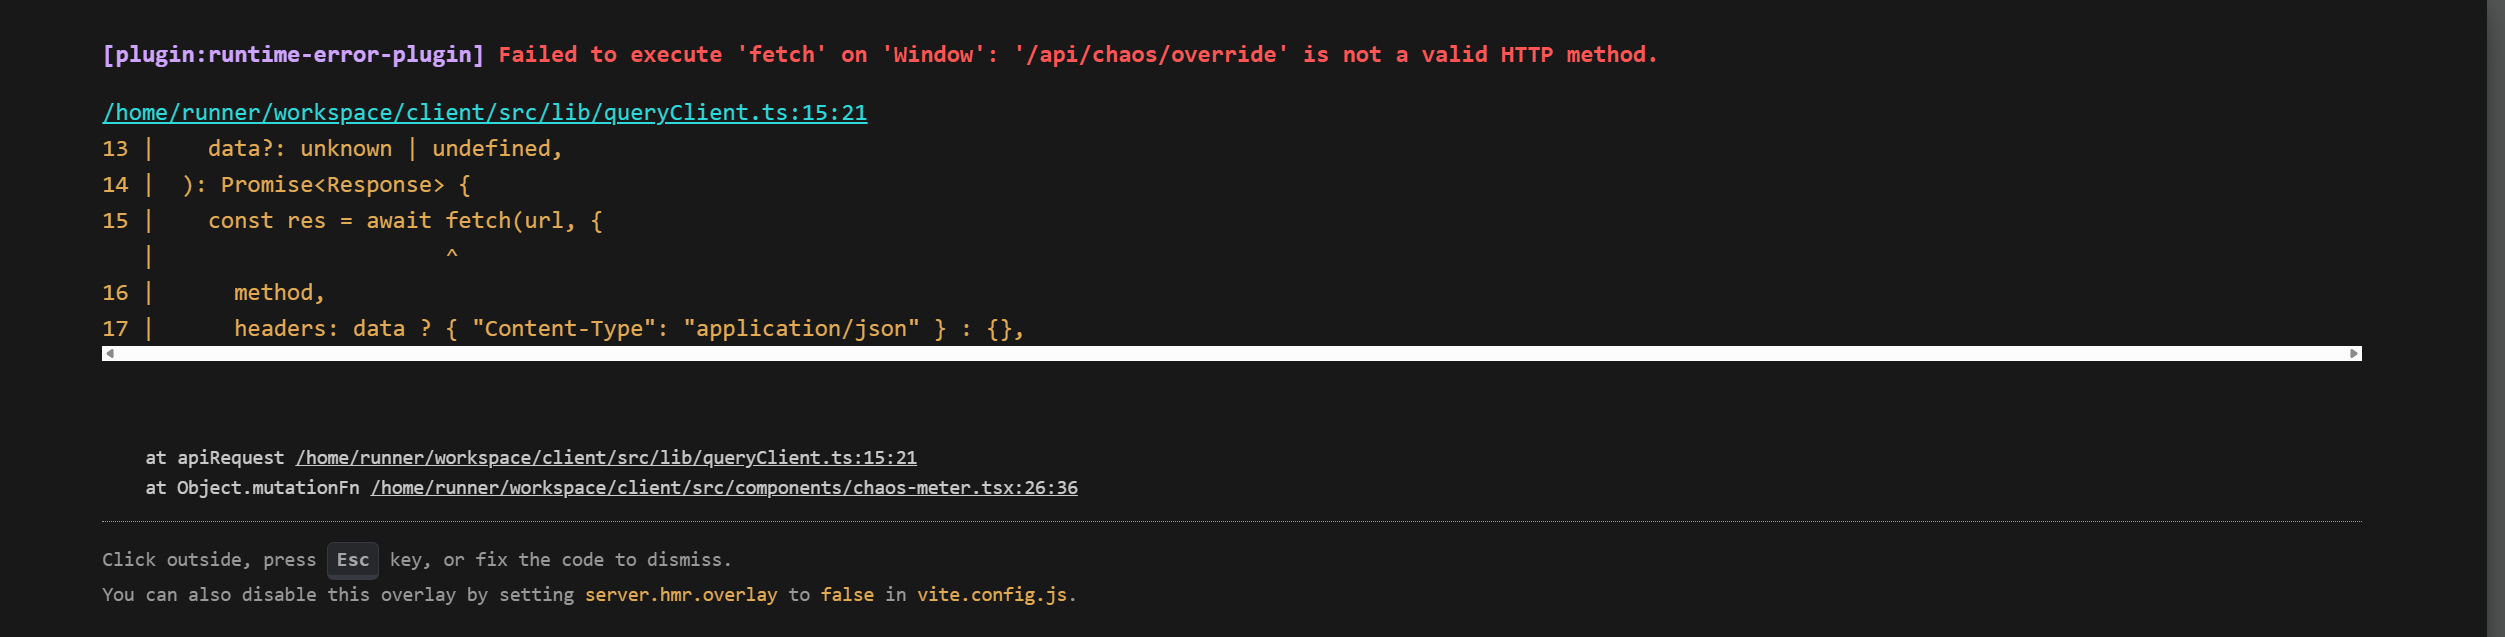 [plugin:runtime-error-plugin] Failed to execute 'fetch' on 'Window': '/api/chaos/override' is not a valid HTTP method.
/home/runner/workspace/client/src/lib/queryClient.ts:15:21
13 |    data?: unknown | undefined,
14 |  ): Promise<Response> {
15 |    const res = await fetch(url, {
   |                      ^
16 |      method,
17 |      headers: data ? { "Content-Type": "application/json" } : {},
    at apiRequest /home/runner/workspace/client/src/lib/queryClient.ts:15:21
    at Object.mutationFn /home/runner/workspace/client/src/components/chaos-meter.tsx:26:36
Click outside, press Esc key, or fix the code to dismiss.
You can also disable this overlay by setting server.hmr.overlay to false in vite.config.js.